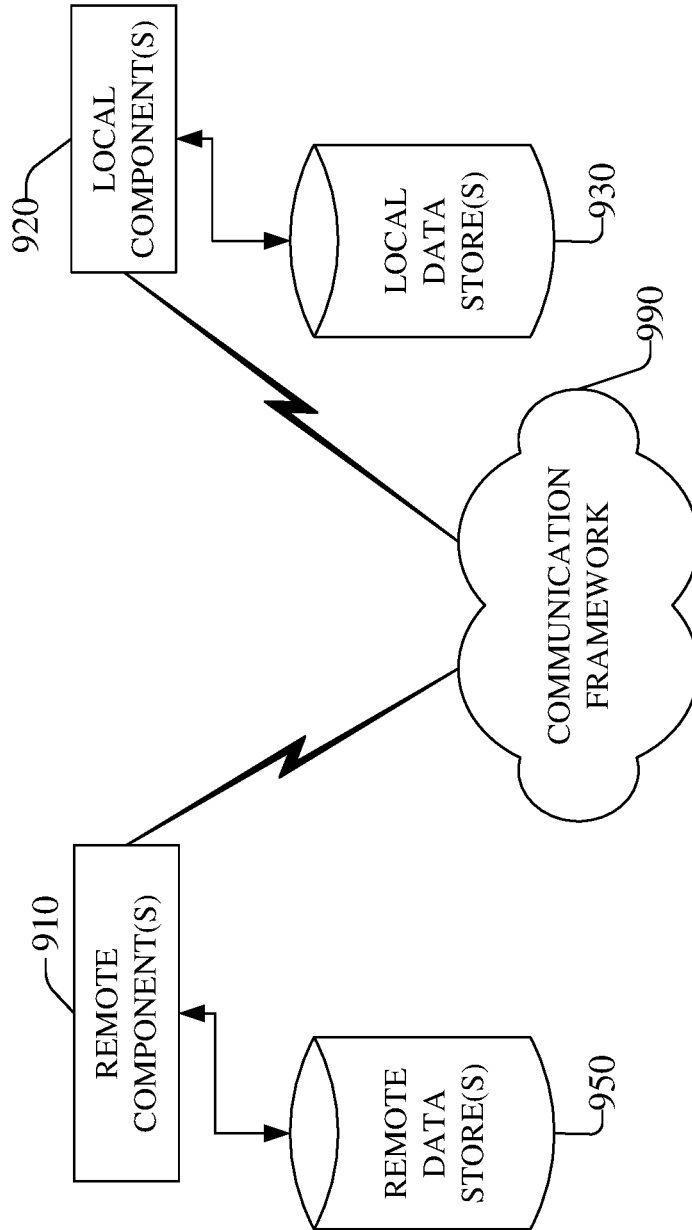 910
REMOTE
COMPONENT(S)
920
LOCAL
COMPONENT(S)
REMOTE
DATA
STORE(S)
950
LOCAL
DATA
STORE(S)
930
990
COMMUNICATION
FRAMEWORK